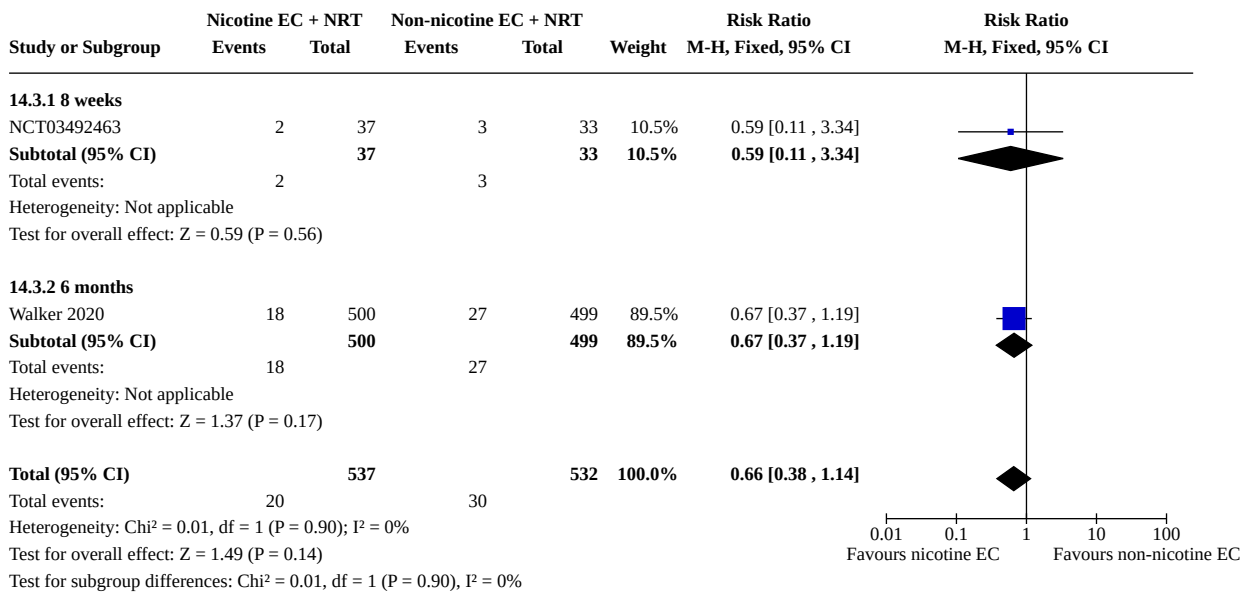 Nicotine EC + NRT Non-nicotine EC + NRT Risk Ratio Risk Ratio
Study or Subgroup Events Total Events Total Weight M-H, Fixed, 95% CI M-H, Fixed, 95% CI
14.3.1 8 weeks
NCT03492463 2 37 3 33 10.5% 0.59 [0.11 , 3.34]
Subtotal (95% CI) 37 33 10.5% 0.59 [0.11 , 3.34]
Total events: 2 3
Heterogeneity: Not applicable
Test for overall effect: Z = 0.59 (P = 0.56)
14.3.2 6 months
Walker 2020 18 500 27 499 89.5% 0.67 [0.37 , 1.19]
Subtotal (95% CI) 500 499 89.5% 0.67 [0.37 , 1.19]
Total events: 18 27
Heterogeneity: Not applicable
Test for overall effect: Z = 1.37 (P = 0.17)
Total (95% CI) 537 532 100.0% 0.66 [0.38 , 1.14]
Total events: 20 30
Heterogeneity: Chi² = 0.01, df = 1 (P = 0.90); I² = 0%
Test for overall effect: Z = 1.49 (P = 0.14)
Test for subgroup differences: Chi² = 0.01, df = 1 (P = 0.90), I² = 0%
0.01 0.1 1 10 100
Favours nicotine EC Favours non-nicotine EC